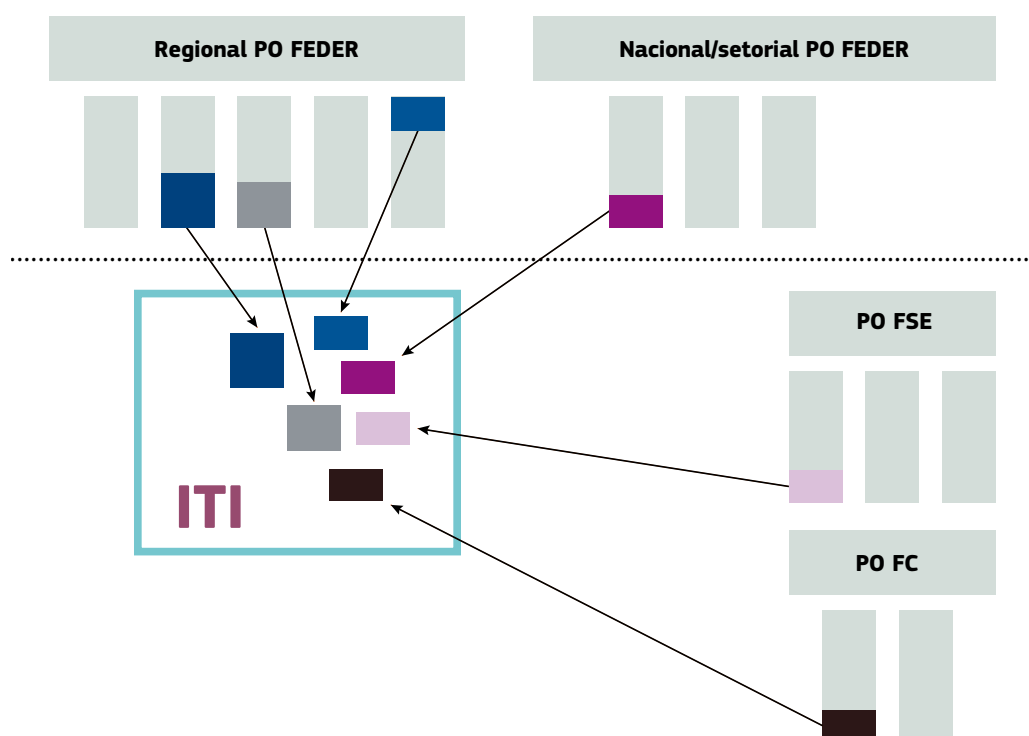 Regional PO FEDER
Nacional/setorial PO FEDER
PO FSE
ITI
PO FC